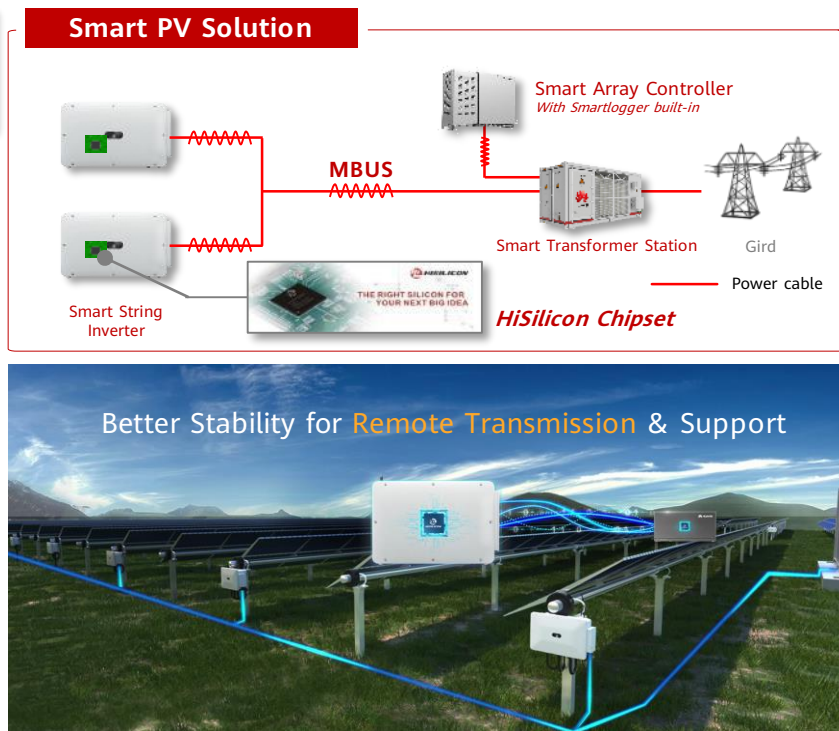 Smart PV Solution
Smart Array Controller
With Smartlogger built-in
MBUS
Smart Transformer Station
Gird
Power cable
HISILICON
THE RIGHT SILICON FOR
YOUR NEXT BIG IDEA
Smart String
Inverter
HiSilicon Chipset
Better Stability for Remote Transmission & Support